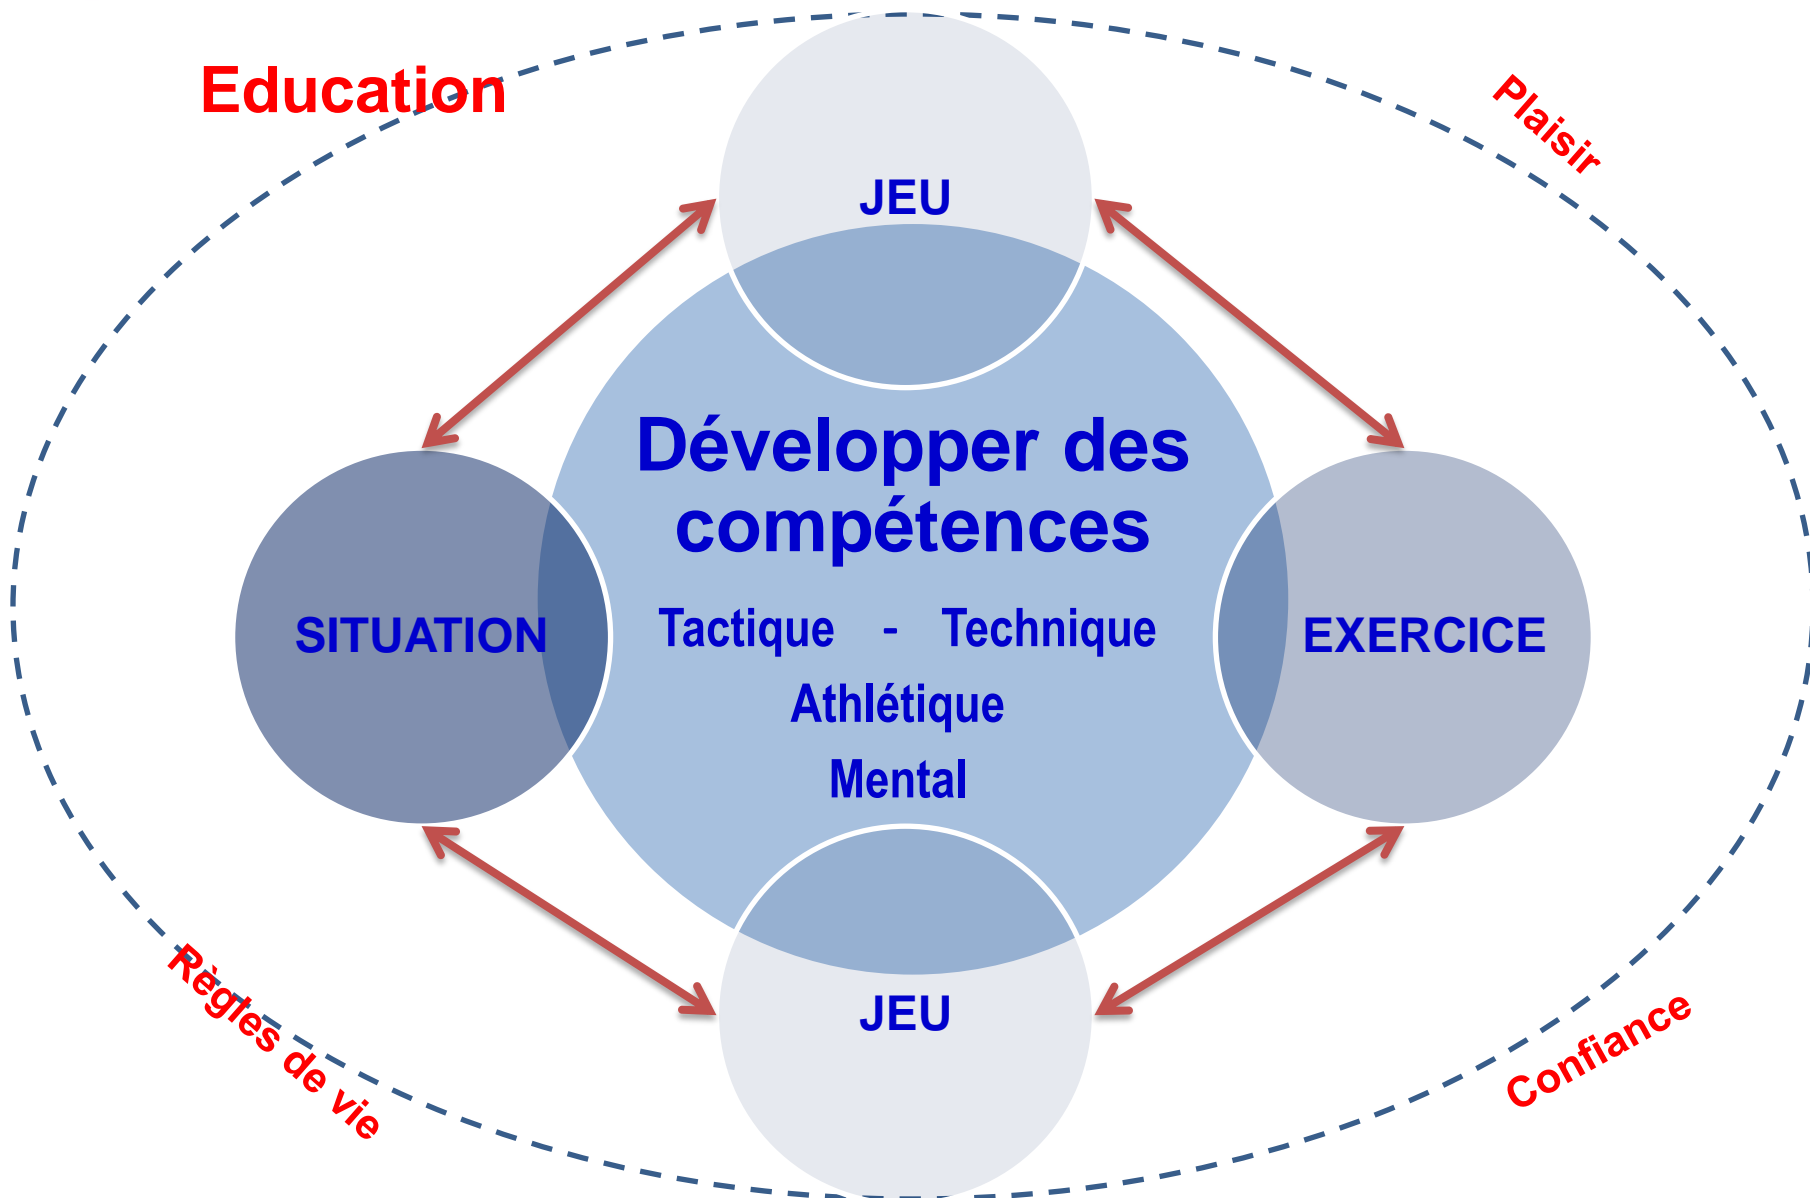 Education
Plaisir
JEU
Développer des
compétences
SITUATION
Tactique - Technique
EXERCICE
Athlétique
Mental
JEU
Règles de vie
Confiance